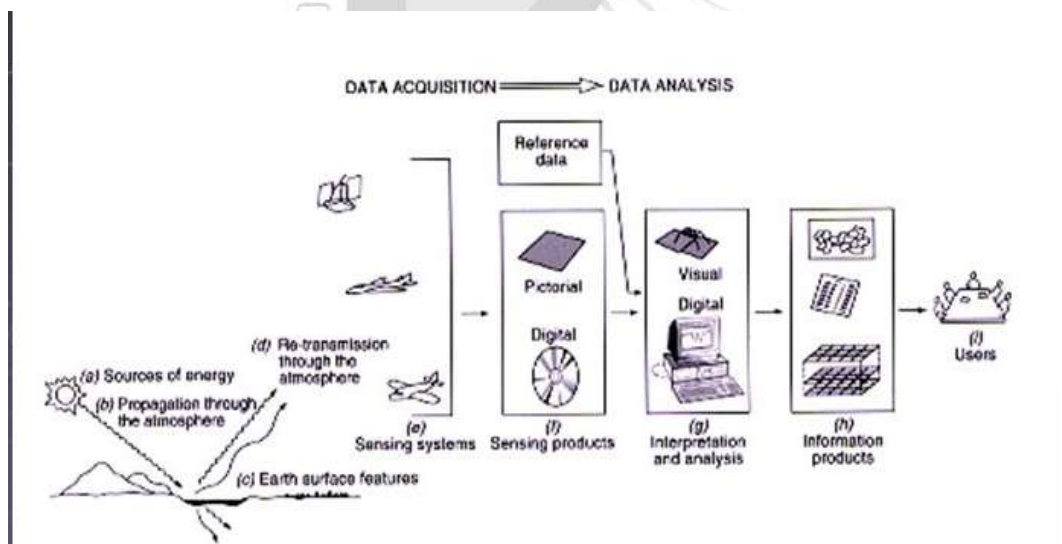 DATA ACQUISITION DATA ANALYSIS
Reference
data
Pictorial
Digital
Visual
Digital
(a) Sources of energy
(b) Propagation through
the atmosphere
(c) Earth surface features
(d) Re-transmission
through the
atmosphere
(e)
Sensing systems
(f)
Sensing products
(g)
Interpretation
and analysis
(h)
Information
products
(i)
Users